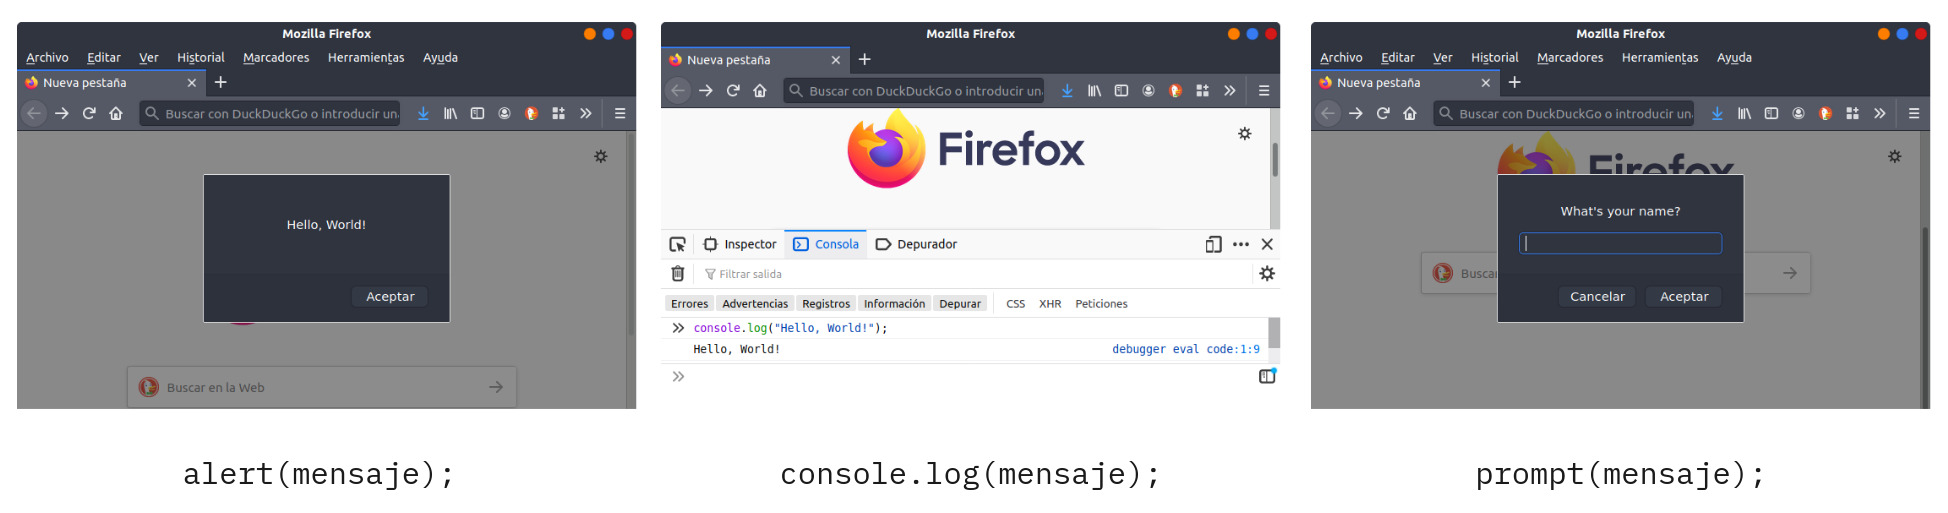 Mozilla Firefox
Archivo Editar Ver Historial Marcadores Herramientas Ayuda
Nueva pestaña
Buscar con DuckDuckGo o introducir un
Hello, World!
Aceptar
Buscar en la Web
alert(mensaje);
Mozilla Firefox
Nueva pestaña
Buscar con DuckDuckGo o introducir un
Firefox
Inspector Consola Depurador
Filtrar salida
Errores Advertencias Registros Información Depurar CSS XHR Peticiones
>> console.log("Hello, World!");
Hello, World! debugger eval code:1:9
>>
console.log(mensaje);
Mozilla Firefox
Archivo Editar Ver Historial Marcadores Herramientas Ayuda
Nueva pestaña
Buscar con DuckDuckGo o introducir un
Firefox
What's your name?
Buscar
Cancelar Aceptar
prompt(mensaje);